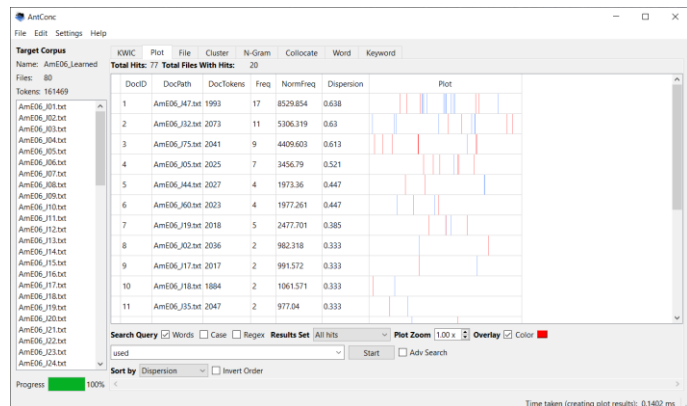 AntConc
File Edit Settings Help
Target Corpus
Name: AmE06_Learned
Files: 80
Tokens: 161469
AmE06_J01.txt
AmE06_J02.txt
AmE06_J03.txt
AmE06_J04.txt
AmE06_J05.txt
AmE06_J06.txt
AmE06_J07.txt
AmE06_J08.txt
AmE06_J09.txt
AmE06_J10.txt
AmE06_J11.txt
AmE06_J12.txt
AmE06_J13.txt
AmE06_J14.txt
AmE06_J15.txt
AmE06_J16.txt
AmE06_J17.txt
AmE06_J18.txt
AmE06_J19.txt
AmE06_J20.txt
AmE06_J21.txt
AmE06_J22.txt
AmE06_J23.txt
AmE06_J24.txt
Progress 100%
KWIC Plot File Cluster N-Gram Collocate Word Keyword
Total Hits: 77 Total Files With Hits: 20
DocID DocPath DocTokens Freq NormFreq Dispersion Plot
1 AmE06_J47.txt 1993 17 8529.854 0.638
2 AmE06_J32.txt 2073 11 5306.319 0.63
3 AmE06_J75.txt 2041 9 4409.603 0.613
4 AmE06_J05.txt 2025 7 3456.79 0.521
5 AmE06_J44.txt 2027 4 1973.36 0.447
6 AmE06_J60.txt 2023 4 1977.261 0.447
7 AmE06_J19.txt 2018 5 2477.701 0.385
8 AmE06_J02.txt 2036 2 982.318 0.333
9 AmE06_J17.txt 2017 2 991.572 0.333
10 AmE06_J18.txt 1884 2 1061.571 0.333
11 AmE06_J35.txt 2047 2 977.04 0.333
Search Query Words Case Regex Results Set All hits Plot Zoom 1.00 x Overlay Color
used Start Adv Search
Sort by Dispersion Invert Order
Time taken (creating plot results): 0.1402 ms